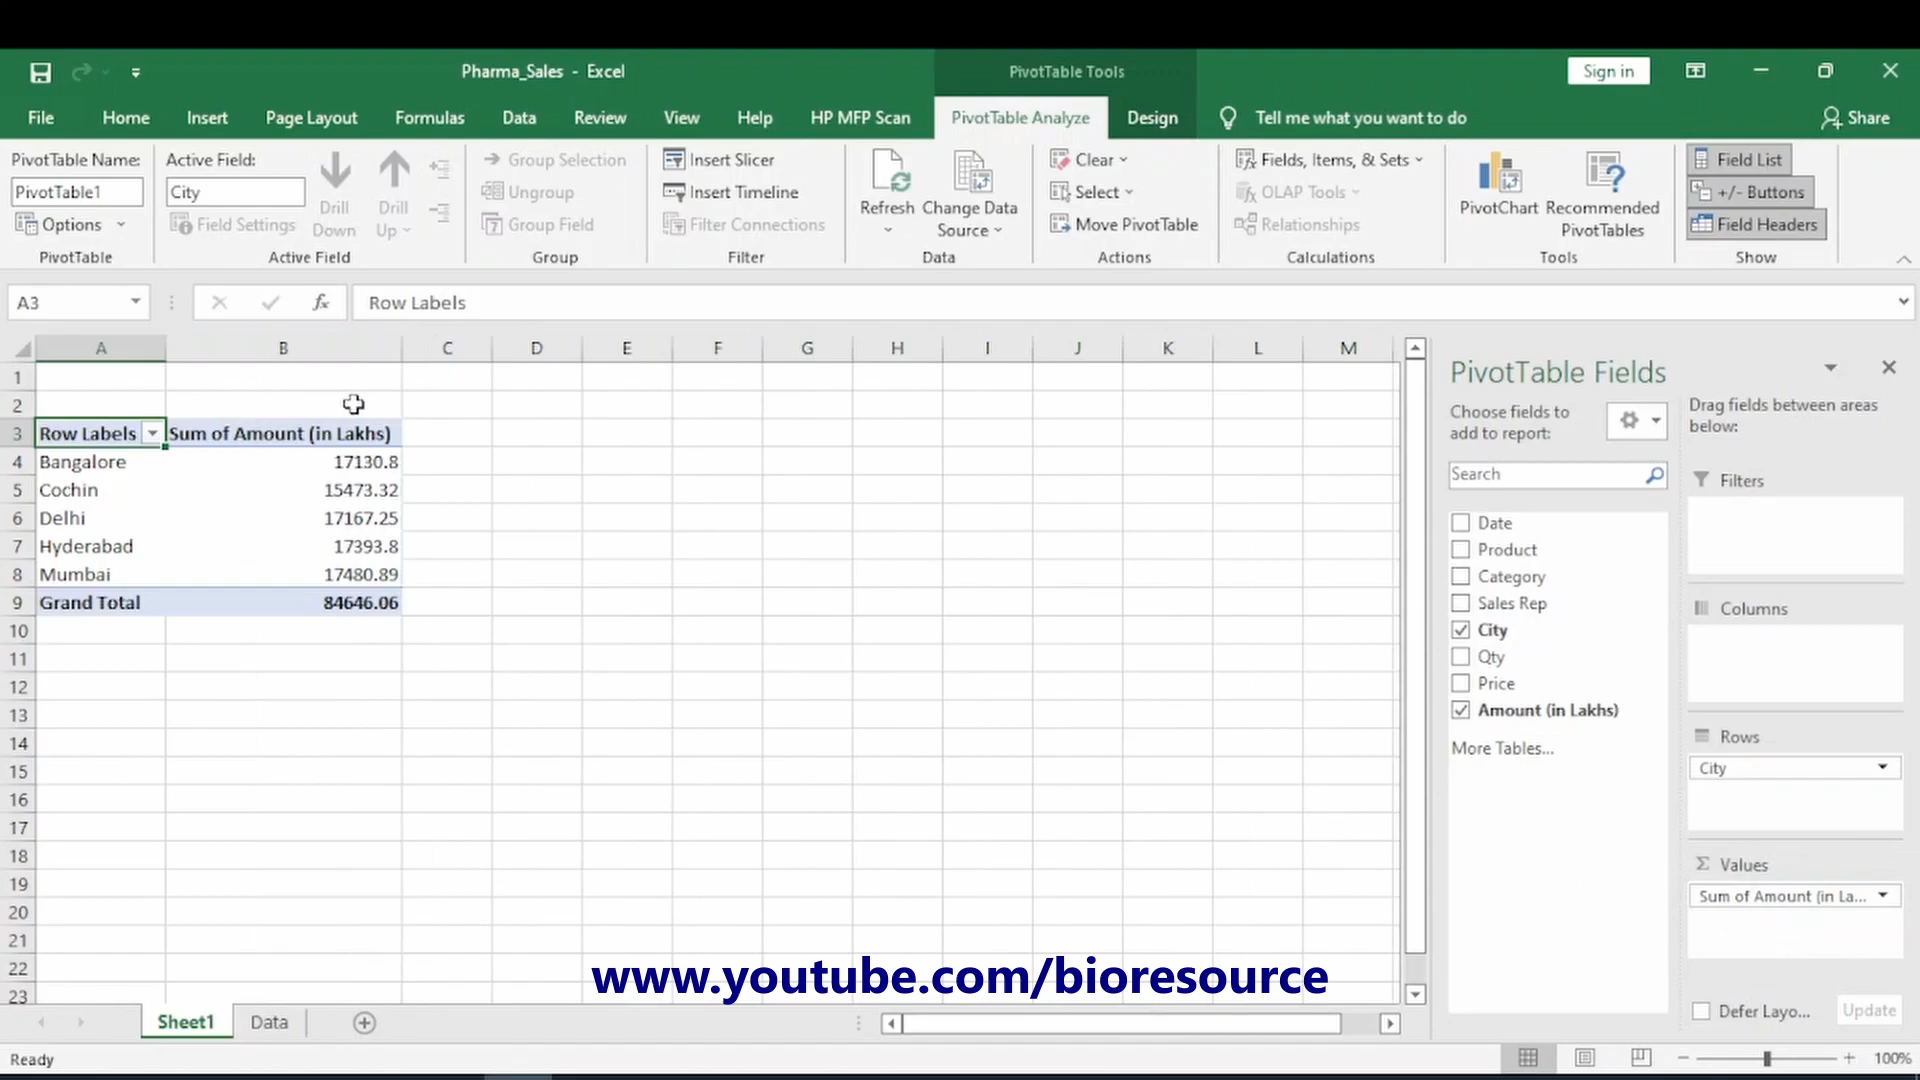 Pharma_Sales - Excel
PivotTable Tools
Sign in
File
Home
Insert
Page Layout
Formulas
Data
Review
View
Help
HP MFP Scan
PivotTable Analyze
Design
Tell me what you want to do
Share
PivotTable Name:
PivotTable1
Options
PivotTable
Active Field:
City
Field Settings
Drill
Down
Drill
Up
Active Field
Group Selection
Ungroup
Group Field
Group
Insert Slicer
Insert Timeline
Filter Connections
Filter
Refresh
Change Data
Source
Data
Clear
Select
Move PivotTable
Actions
Fields, Items, & Sets
OLAP Tools
Relationships
Calculations
PivotChart
Recommended
PivotTables
Tools
Field List
+/- Buttons
Field Headers
Show
A3
fx
Row Labels
A B C D E F G H I J K L M
1
2
3 Row Labels Sum of Amount (in Lakhs)
4 Bangalore 17130.8
5 Cochin 15473.32
6 Delhi 17167.25
7 Hyderabad 17393.8
8 Mumbai 17480.89
9 Grand Total 84646.06
10
11
12
13
14
15
16
17
18
19
20
21
22
23
PivotTable Fields
Choose fields to
add to report:
Search
Date
Product
Category
Sales Rep
City
Qty
Price
Amount (in Lakhs)
More Tables...
Drag fields between areas
below:
Filters
Columns
Rows
City
Σ Values
Sum of Amount (in La...
Defer Layo...
Update
www.youtube.com/bioresource
Sheet1
Data
Ready
100%